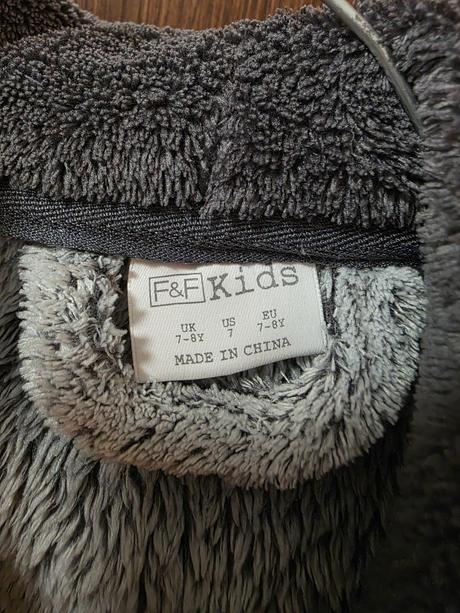 F&F Kids
UK US EU
7-8Y 7 7-8Y
MADE IN CHINA